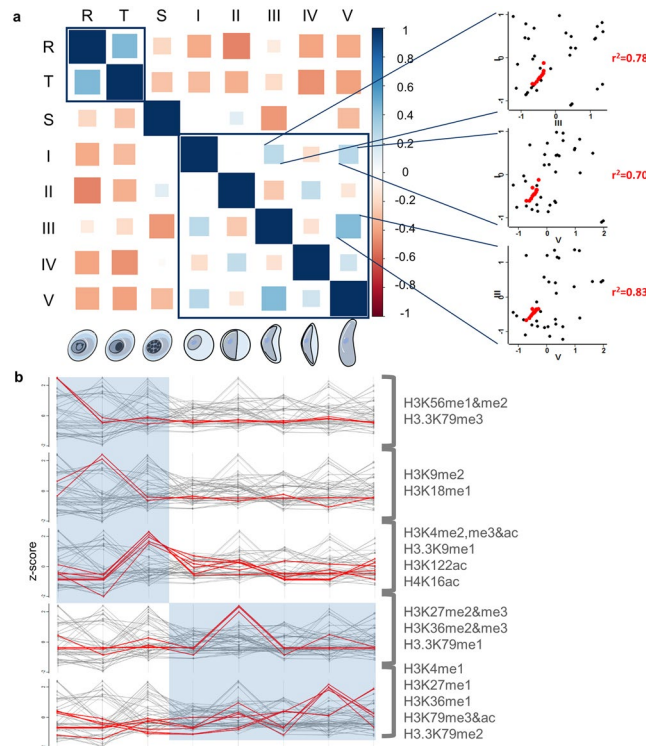 a
R T S I II III IV V
R
T
S
I
II
III
IV
V
1
0.8
0.6
0.4
0.2
0
-0.2
-0.4
-0.6
-0.8
-1
r²=0.78
III
r²=0.70
V
r²=0.83
V
b
z-score
H3K56me1&me2
H3.3K79me3
H3K9me2
H3K18me1
H3K4me2,me3&ac
H3.3K9me1
H3K122ac
H4K16ac
H3K27me2&me3
H3K36me2&me3
H3.3K79me1
H3K4me1
H3K27me1
H3K36me1
H3K79me3&ac
H3.3K79me2